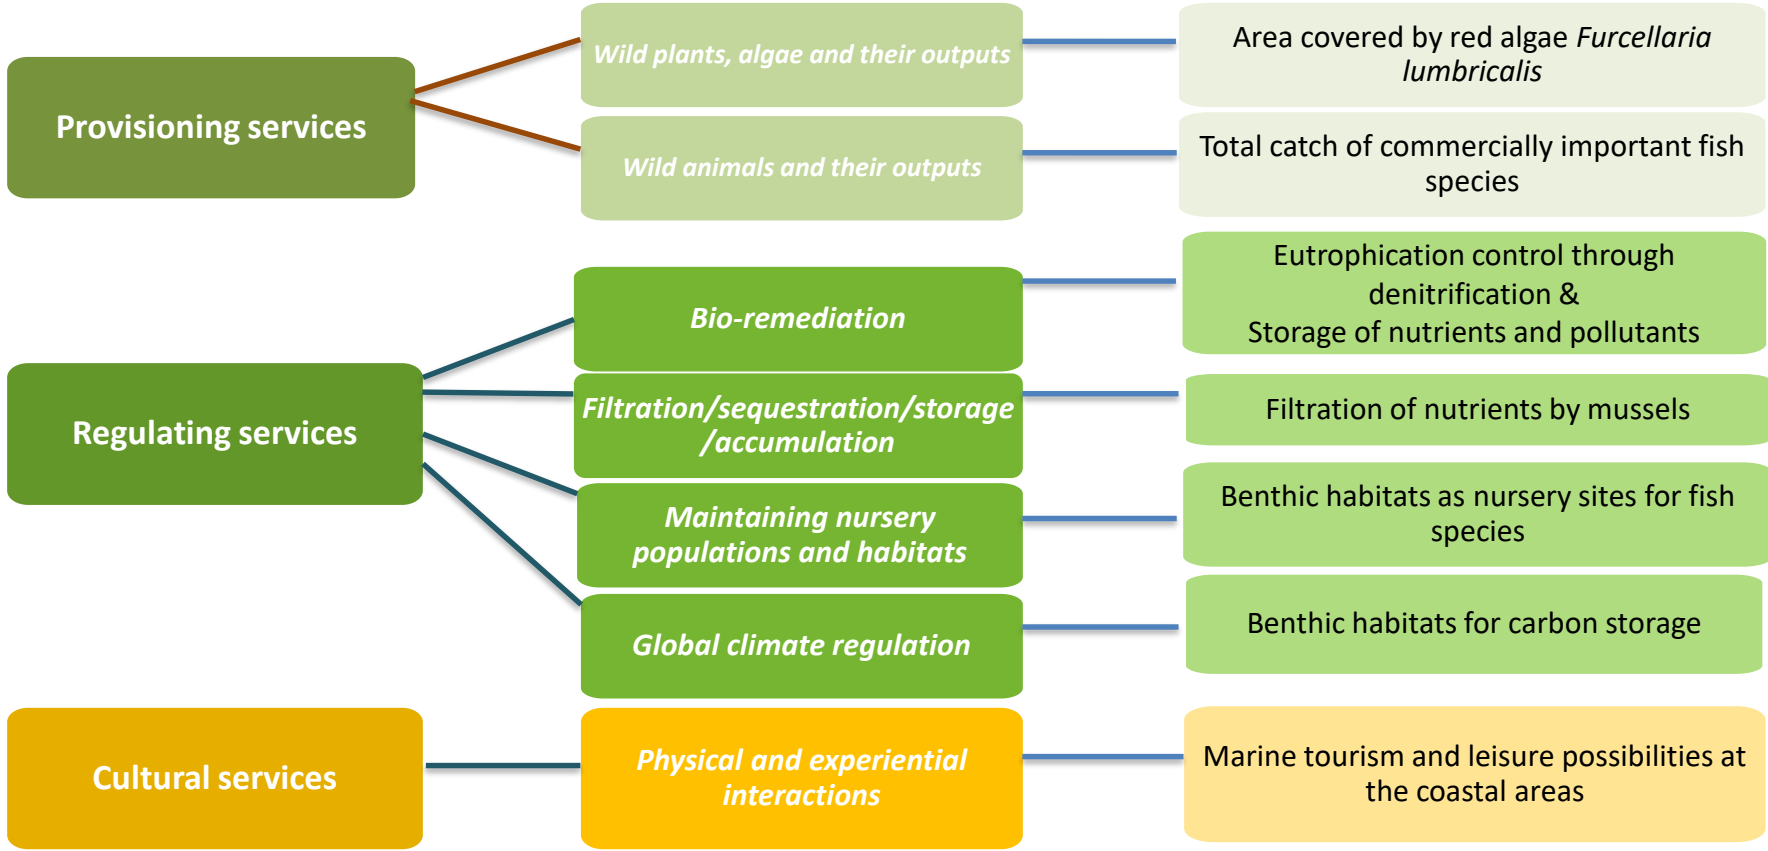 Provisioning services
Wild plants, algae and their outputs
Area covered by red algae Furcellaria
lumbricalis
Wild animals and their outputs
Total catch of commercially important fish
species
Regulating services
Bio-remediation
Eutrophication control through
denitrification &
Storage of nutrients and pollutants
Filtration/sequestration/storage
/accumulation
Filtration of nutrients by mussels
Maintaining nursery
populations and habitats
Benthic habitats as nursery sites for fish
species
Global climate regulation
Benthic habitats for carbon storage
Cultural services
Physical and experiential
interactions
Marine tourism and leisure possibilities at
the coastal areas